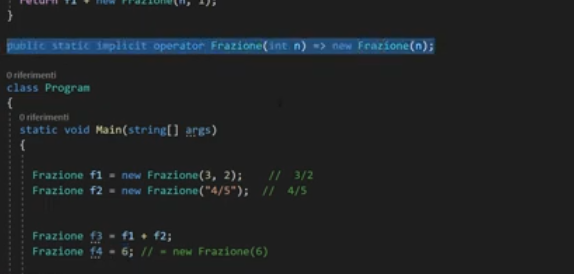 return f1 + new Frazione(n, 1);
}
public static implicit operator Frazione(int n) => new Frazione(n);
0 riferimenti
class Program
{
0 riferimenti
static void Main(string[] args)
{
Frazione f1 = new Frazione(3, 2); // 3/2
Frazione f2 = new Frazione("4/5"); // 4/5
Frazione f3 = f1 + f2;
Frazione f4 = 6; // = new Frazione(6)